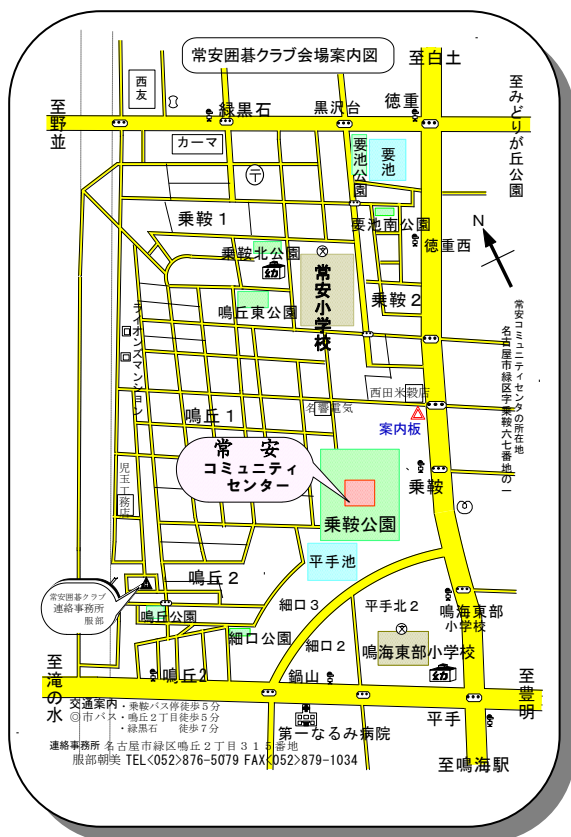 常安囲碁クラブ会場案内図
至白土
至みどりが丘公園
西友
至野並
緑黒石
黒沢台
徳重
カーマ
〒
要池公園
要池
乗鞍1
要池南公園
N
乗鞍北公園
徳重西
幼
文
常安小学校
乗鞍2
鳴丘東公園
ライオンズマンション
常安コミュニティセンタの所在地
名古屋市緑区字乗鞍六七番地の一
西田米穀店
名響電気
案内板
鳴丘1
常 安
コミュニティ
センター
児玉工務店
乗鞍
乗鞍公園
平手池
鳴丘2
常安囲碁クラブ
連絡事務所
服部
鳴丘公園
細口3
平手北2
鳴海東部
小学校
文
細口公園
細口2
鳴海東部小学校
幼
至滝の水
鳴丘2
鍋山
至豊明
交通案内・乗鞍バス停徒歩5分
◎市バス・鳴丘2丁目徒歩5分
・緑黒石 徒歩7分
第一なるみ病院
平手
連絡事務所 名古屋市緑区鳴丘2丁目315番地
服部朝美 TEL<052>876-5079 FAX<052>879-1034
至鳴海駅